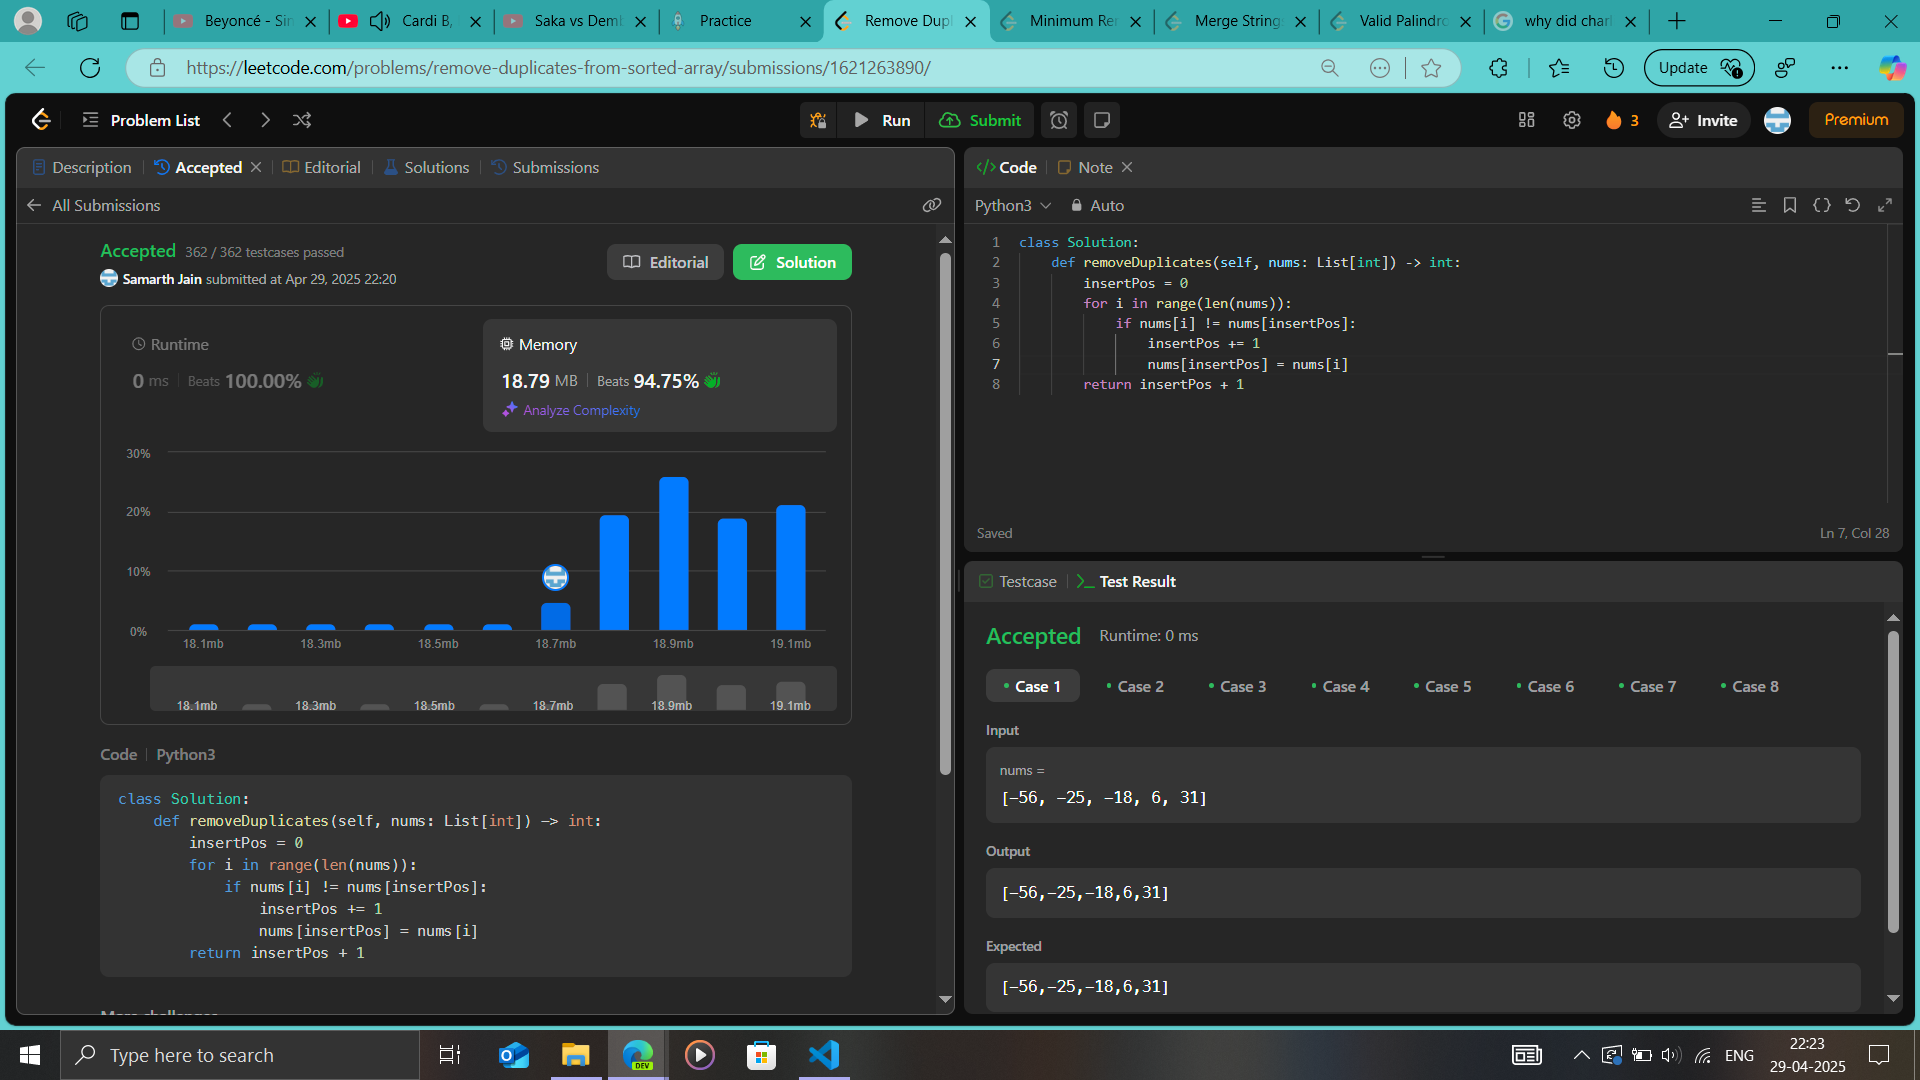 Beyoncé - Sin
Cardi B,
Saka vs Demb
Practice
Remove Dupl
Minimum Rem
Merge Strings
Valid Palindro
why did charl
https://leetcode.com/problems/remove-duplicates-from-sorted-array/submissions/1621263890/
Update
Problem List
Run
Submit
3
Invite
Premium
Description
Accepted
Editorial
Solutions
Submissions
All Submissions
Accepted 362 / 362 testcases passed
Samarth Jain submitted at Apr 29, 2025 22:20
Editorial
Solution
Runtime
0 ms Beats 100.00%
Memory
18.79 MB Beats 94.75%
Analyze Complexity
30%
20%
10%
0%
18.1mb 18.3mb 18.5mb 18.7mb 18.9mb 19.1mb
18.1mb 18.3mb 18.5mb 18.7mb 18.9mb 19.1mb
Code Python3
class Solution:
    def removeDuplicates(self, nums: List[int]) -> int:
        insertPos = 0
        for i in range(len(nums)):
            if nums[i] != nums[insertPos]:
                insertPos += 1
                nums[insertPos] = nums[i]
        return insertPos + 1
More challenges
</> Code
Note
Python3
Auto
1 class Solution:
2     def removeDuplicates(self, nums: List[int]) -> int:
3         insertPos = 0
4         for i in range(len(nums)):
5             if nums[i] != nums[insertPos]:
6                 insertPos += 1
7                 nums[insertPos] = nums[i]
8         return insertPos + 1
Saved
Ln 7, Col 28
Testcase
Test Result
Accepted Runtime: 0 ms
Case 1 Case 2 Case 3 Case 4 Case 5 Case 6 Case 7 Case 8
Input
nums =
[-56, -25, -18, 6, 31]
Output
[-56,-25,-18,6,31]
Expected
[-56,-25,-18,6,31]
Type here to search
DEV
ENG
22:23
29-04-2025